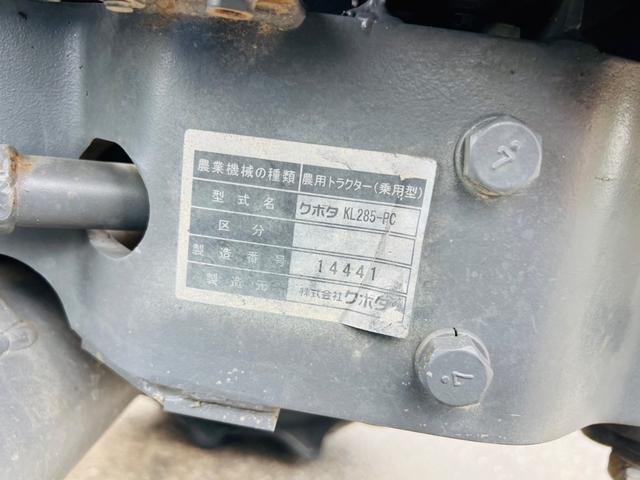 農業機械の種類 農用トラクター(乗用型)
型式名 クボタ KL285-PC
区分
製造番号 14441
製造元 株式会社クボタ
7.
7.